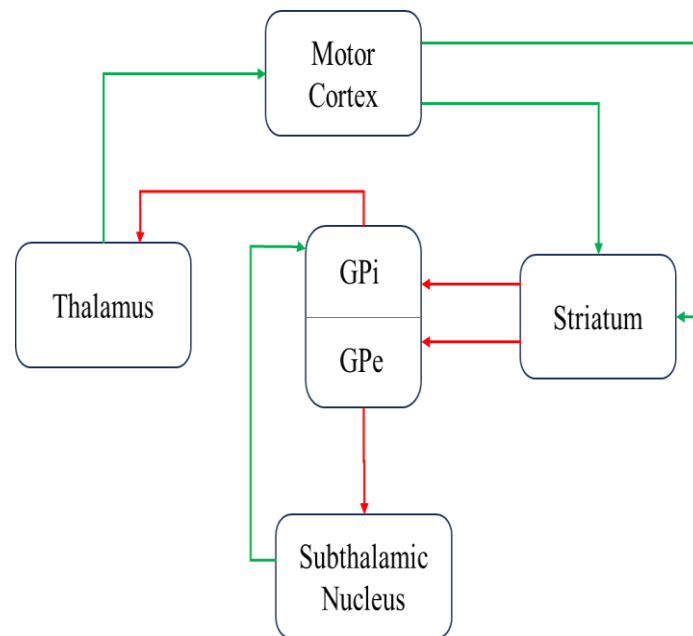 Motor
Cortex
GPi
Thalamus
Striatum
GPe
Subthalamic
Nucleus